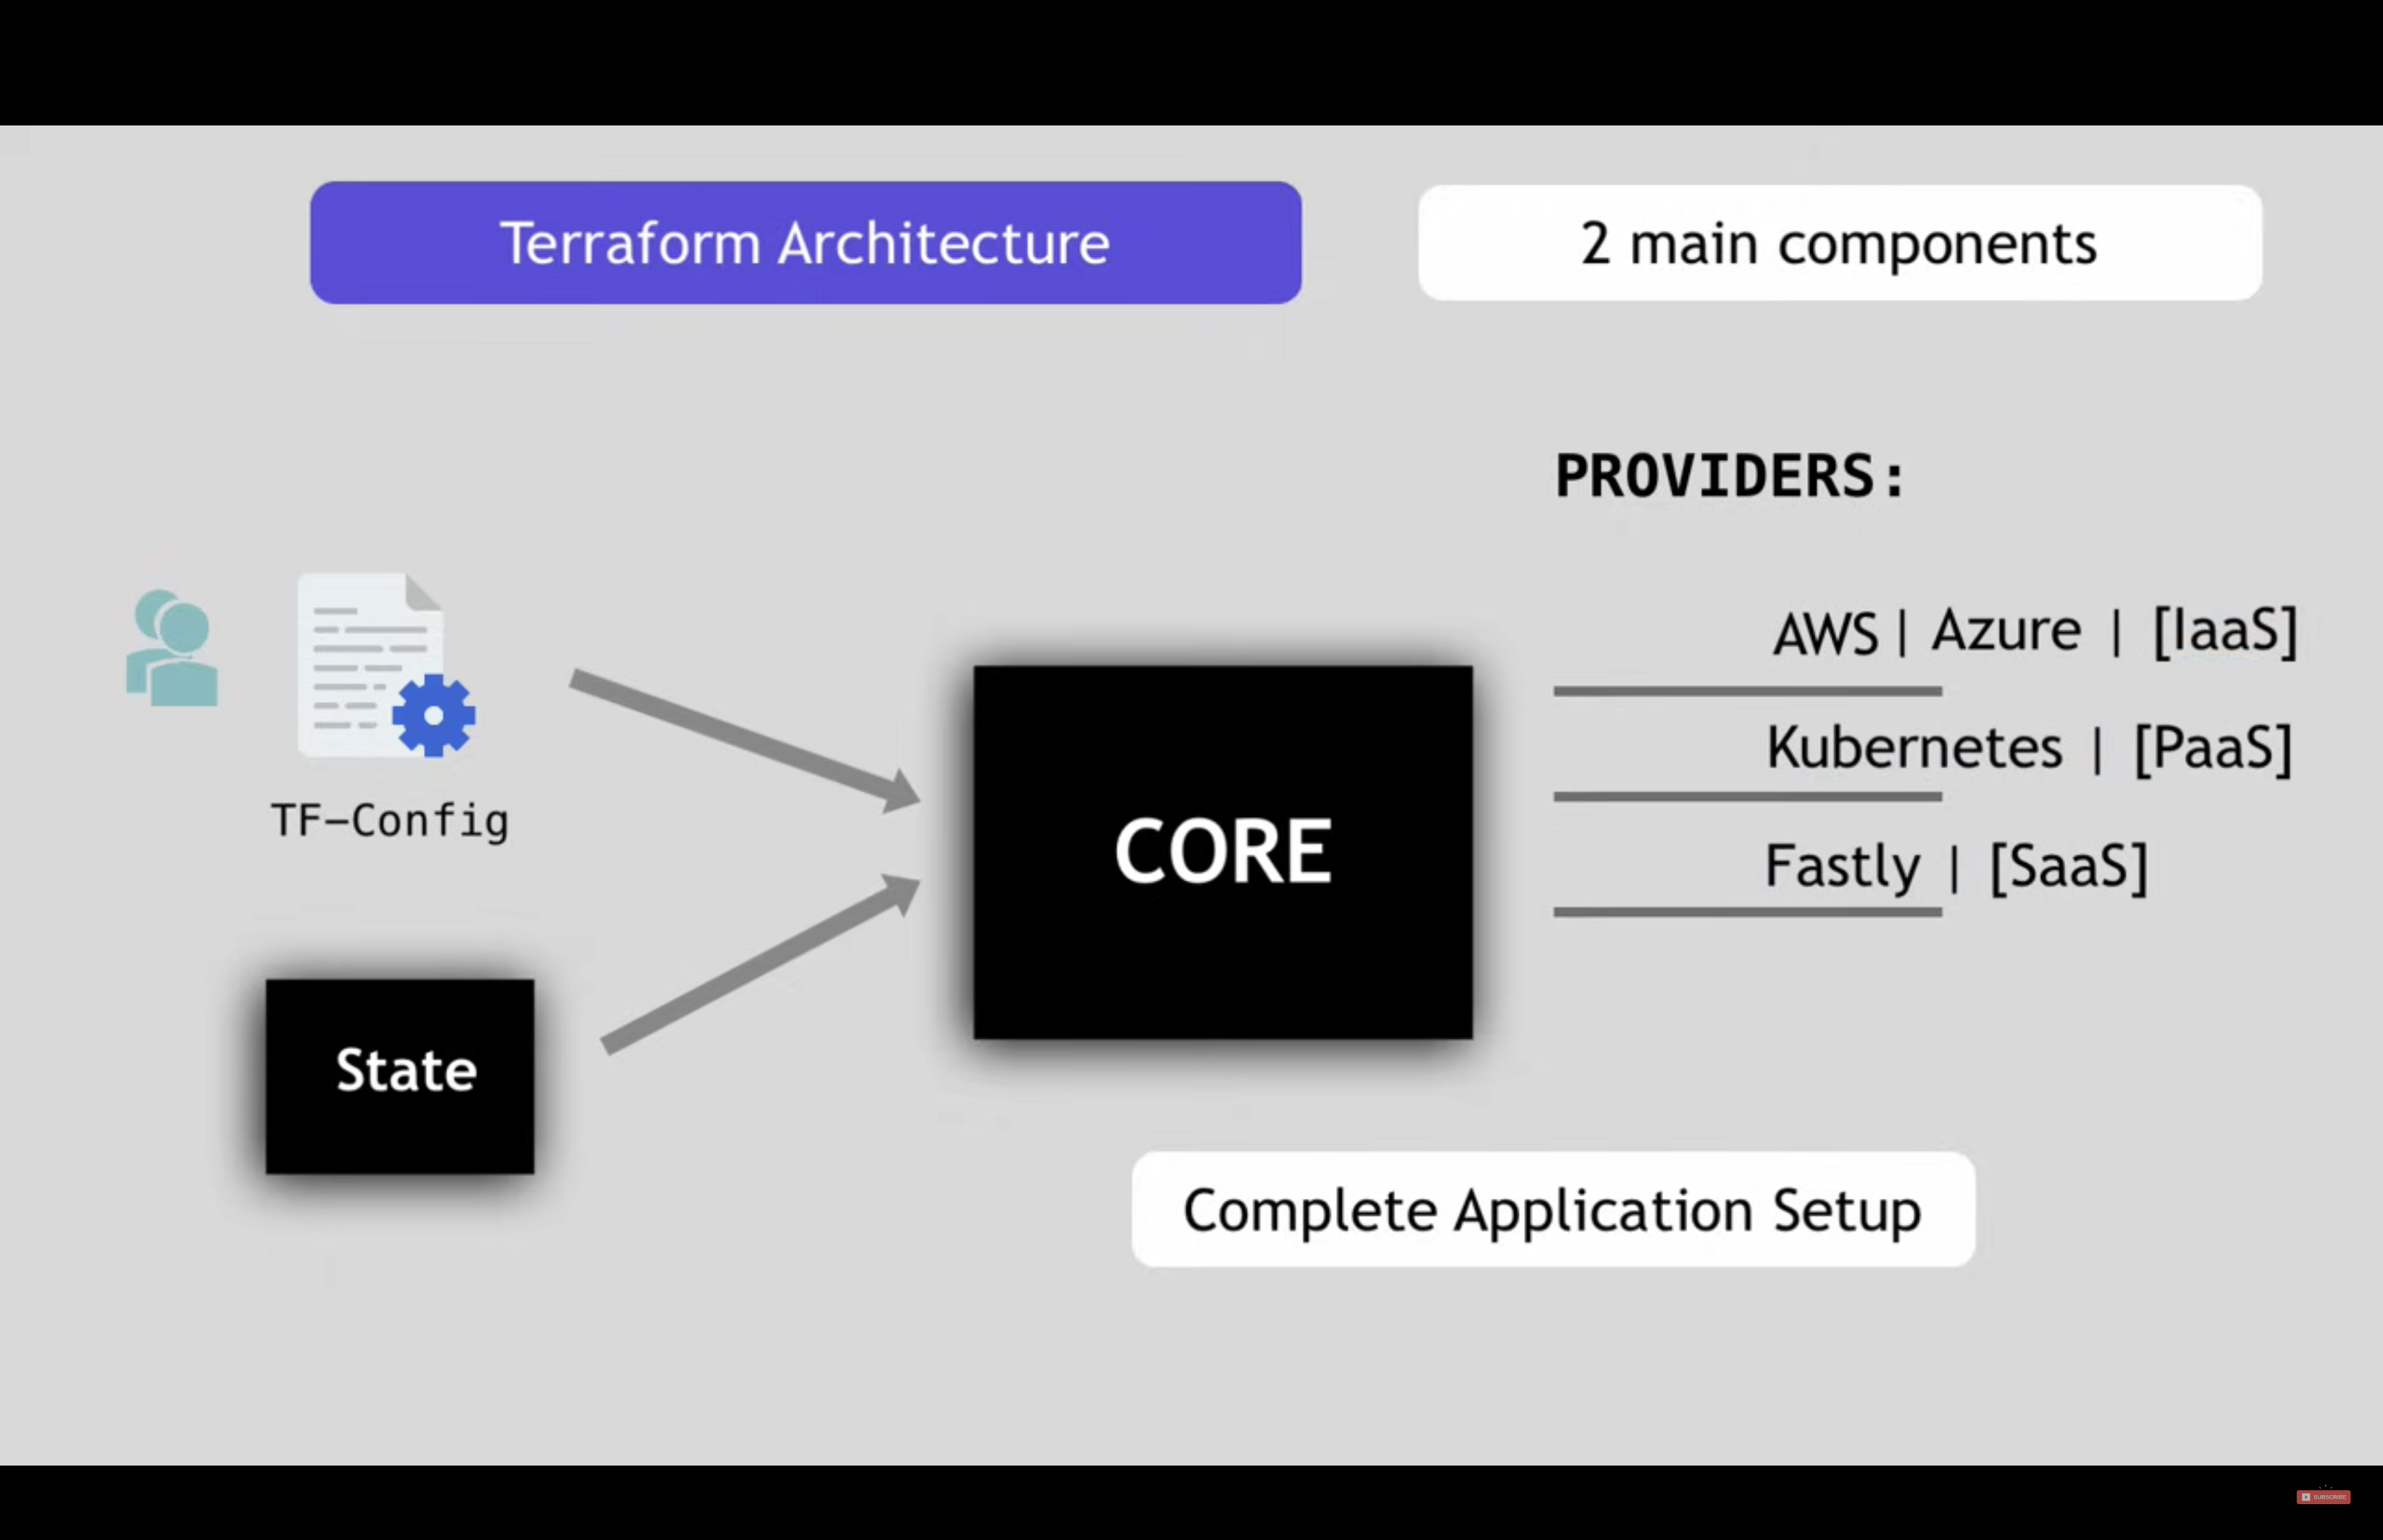 Terraform Architecture
2 main components
PROVIDERS:
AWS | Azure | [IaaS]
Kubernetes | [PaaS]
Fastly | [SaaS]
TF-Config
CORE
State
Complete Application Setup
SUBSCRIBE